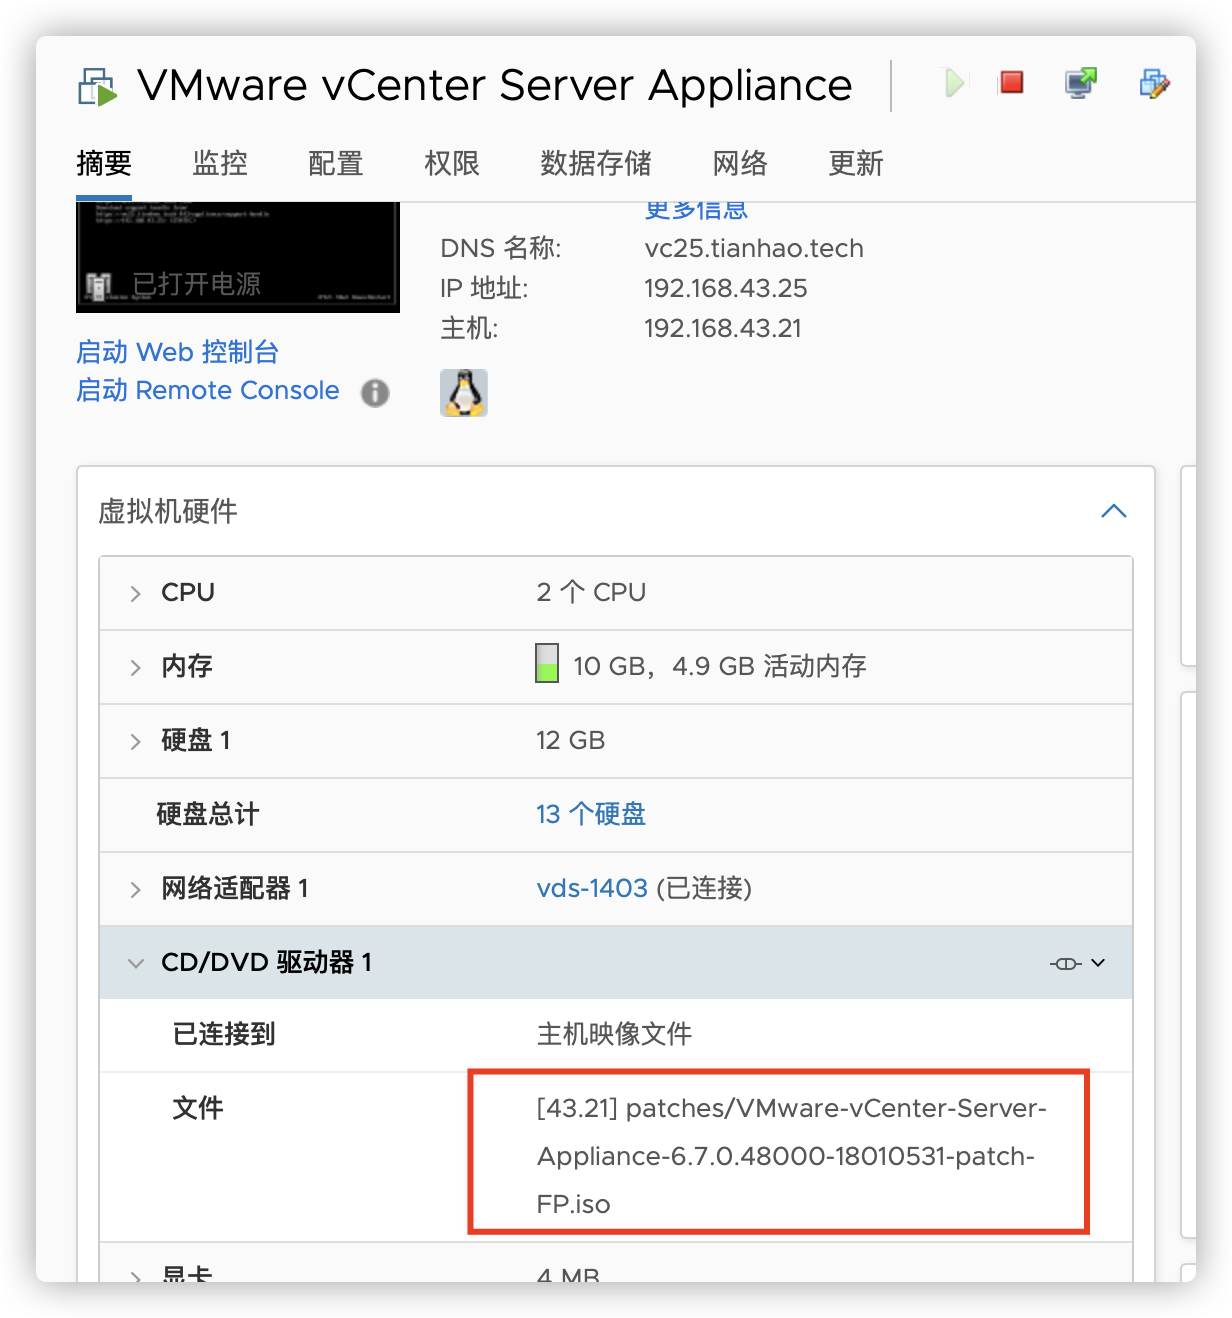 VMware vCenter Server Appliance
摘要 监控 配置 权限 数据存储 网络 更新
更多信息
已打开电源
DNS 名称: vc25.tianhao.tech
IP 地址: 192.168.43.25
主机: 192.168.43.21
启动 Web 控制台
启动 Remote Console
虚拟机硬件
CPU 2 个 CPU
内存 10 GB，4.9 GB 活动内存
硬盘 1 12 GB
硬盘总计 13 个硬盘
网络适配器 1 vds-1403 (已连接)
CD/DVD 驱动器 1
已连接到 主机映像文件
文件 [43.21] patches/VMware-vCenter-Server-
Appliance-6.7.0.48000-18010531-patch-
FP.iso
显卡 4 MB